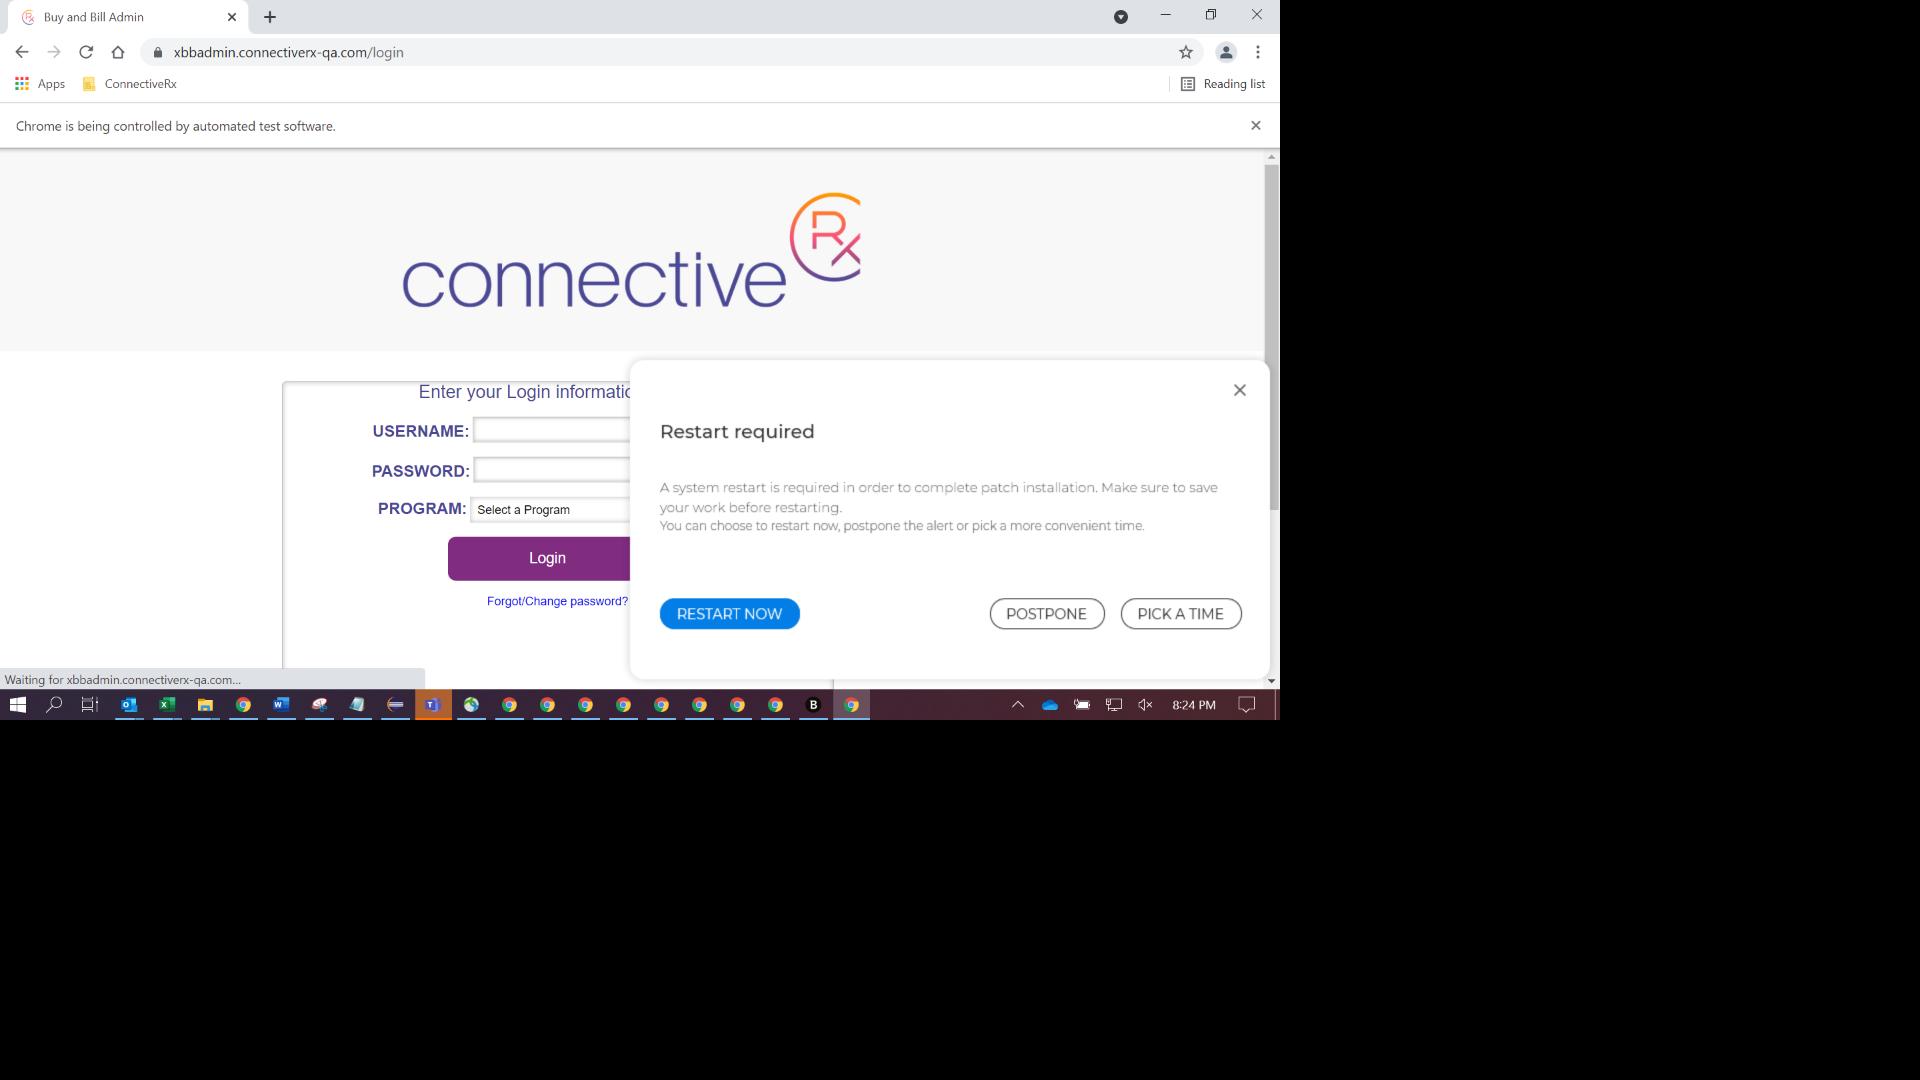 Buy and Bill Admin
xbbadmin.connectiverx-qa.com/login
Apps
ConnectiveRx
Reading list
Chrome is being controlled by automated test software.
connective Rx
Enter your Login informatio
USERNAME:
PASSWORD:
PROGRAM: Select a Program
Login
Forgot/Change password?
Restart required
A system restart is required in order to complete patch installation. Make sure to save
your work before restarting.
You can choose to restart now, postpone the alert or pick a more convenient time.
RESTART NOW
POSTPONE
PICK A TIME
Waiting for xbbadmin.connectiverx-qa.com...
8:24 PM